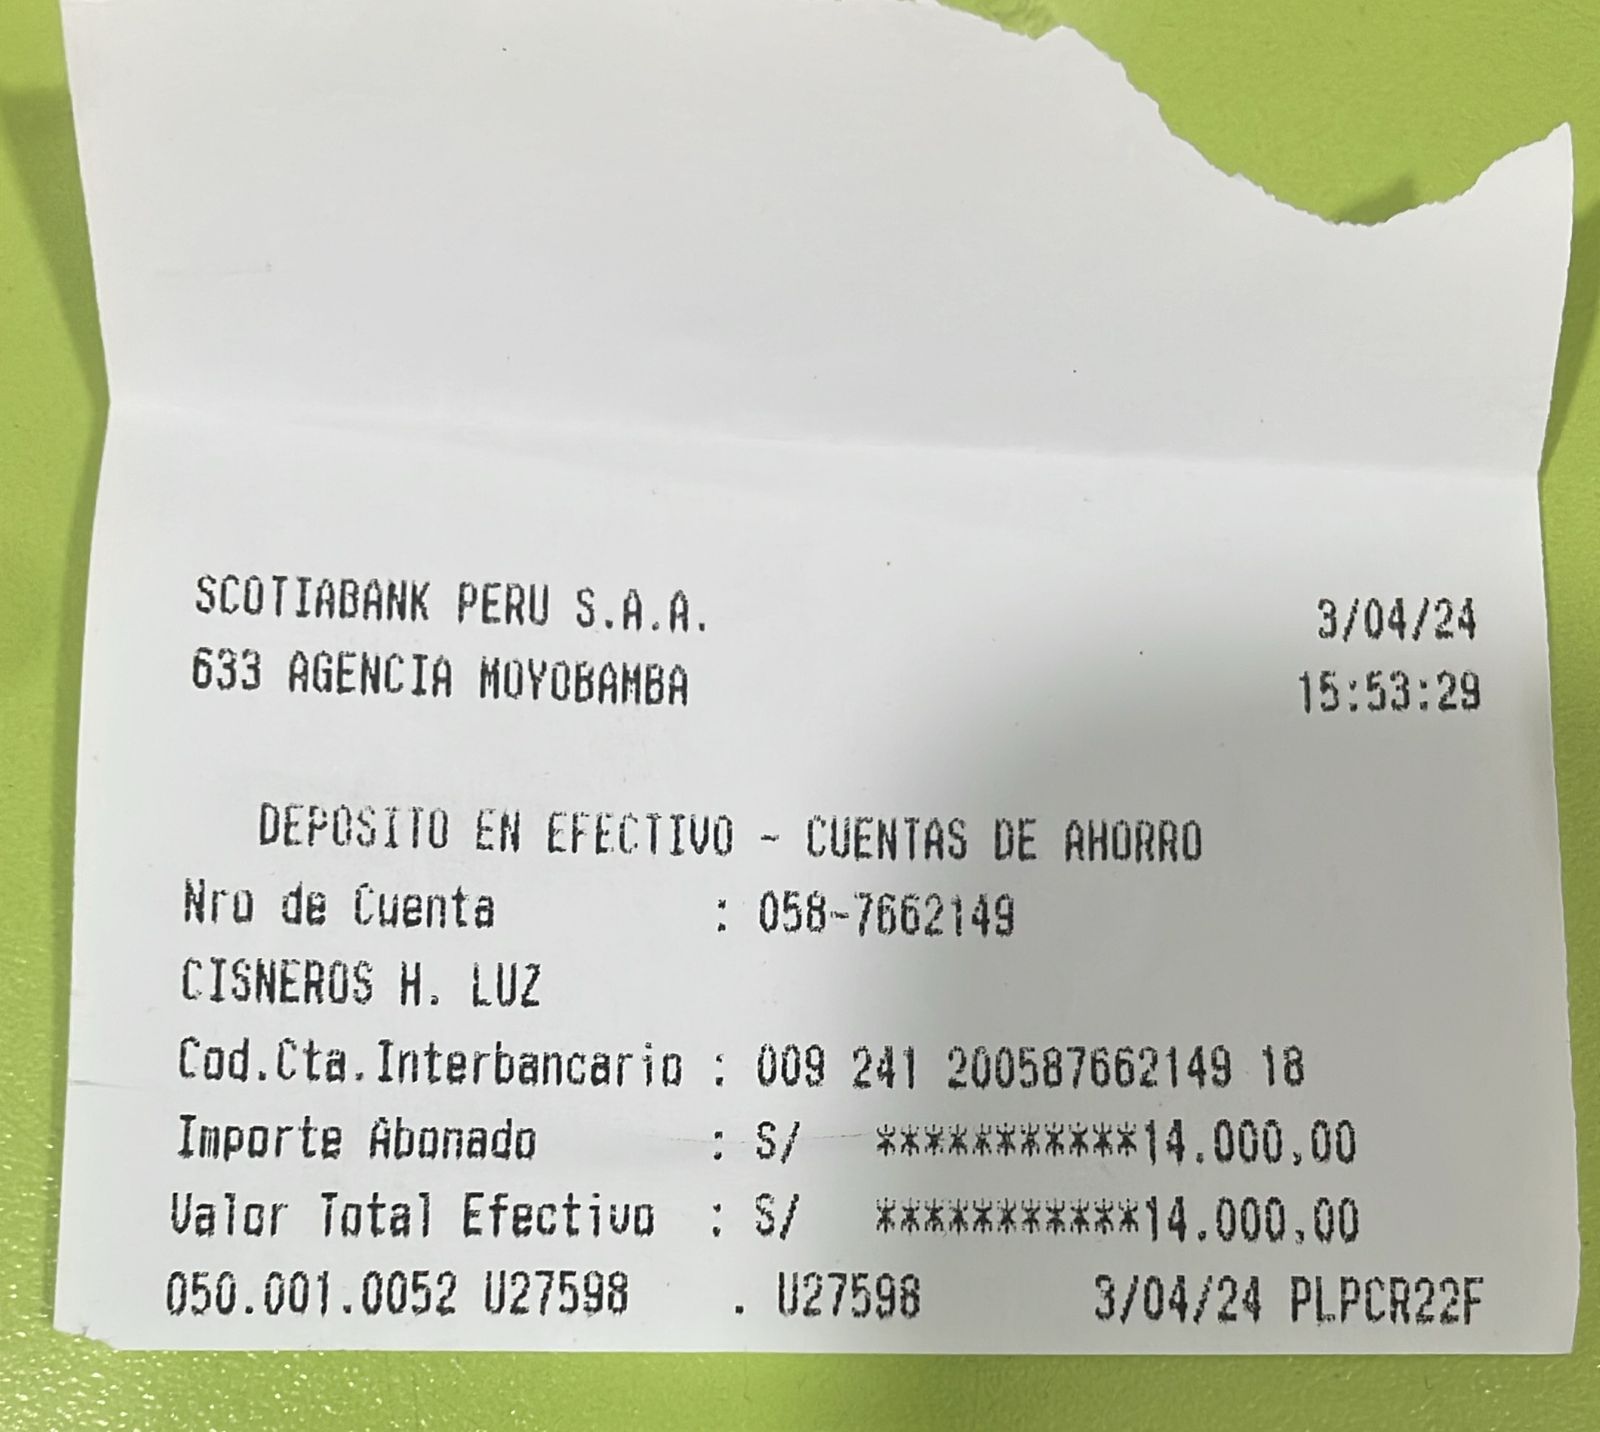 SCOTIABANK PERU S.A.A. 3/04/24
633 AGENCIA MOYOBAMBA 15:53:29
DEPOSITO EN EFECTIVO - CUENTAS DE AHORRO
Nro de Cuenta : 058-7662149
CISNEROS H. LUZ
Cod.Cta.Interbancario : 009 241 200587662149 18
Importe Abonado : S/ ***********14.000,00
Valor Total Efectivo : S/ ***********14.000,00
050.001.0052 U27598 . U27598 3/04/24 PLPCR22F